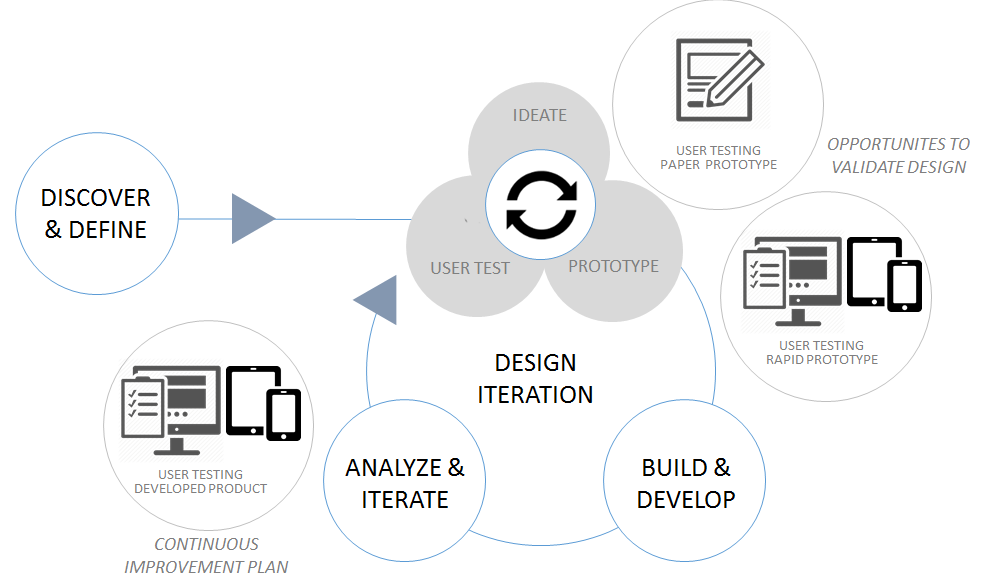 IDEATE
USER TESTING
PAPER PROTOTYPE
OPPORTUNITES TO
VALIDATE DESIGN
DISCOVER
& DEFINE
USER TEST
PROTOTYPE
USER TESTING
RAPID PROTOTYPE
DESIGN
ITERATION
USER TESTING
DEVELOPED PRODUCT
ANALYZE &
ITERATE
BUILD &
DEVELOP
CONTINUOUS
IMPROVEMENT PLAN